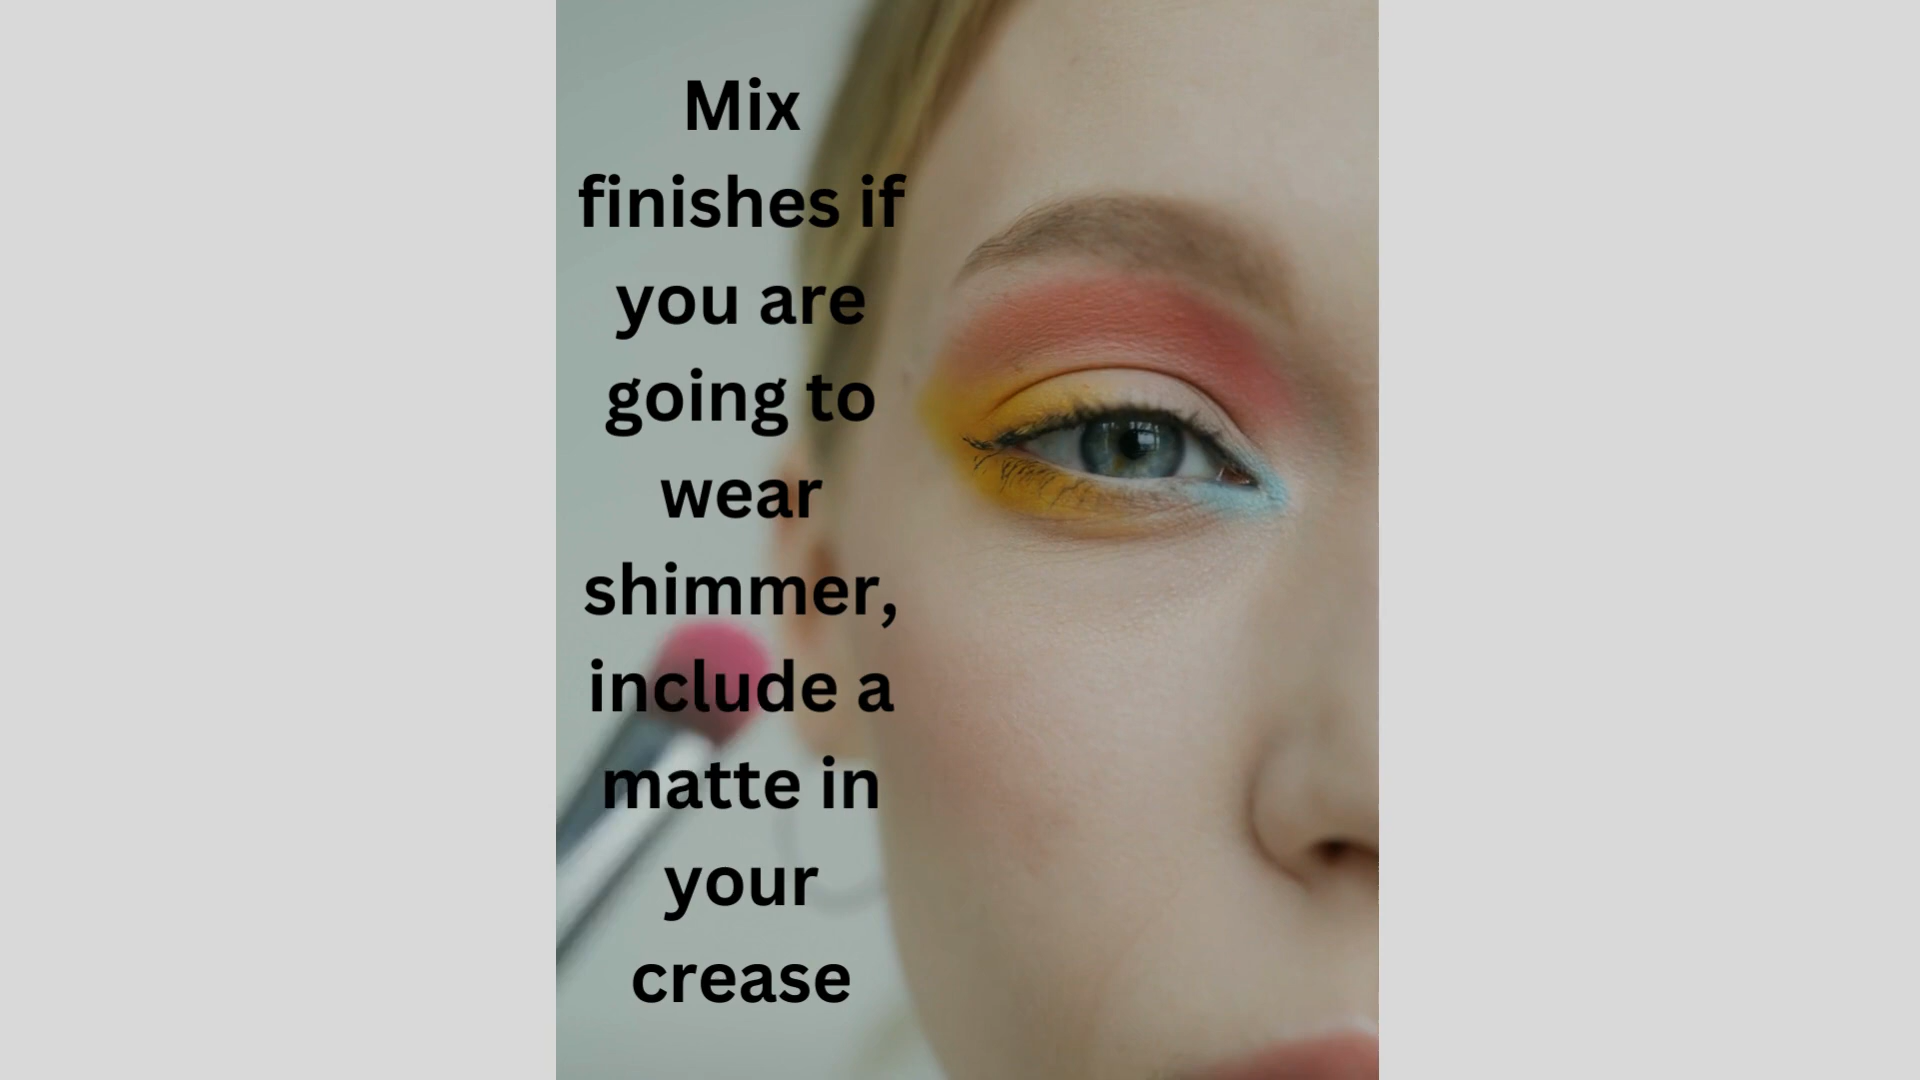 Mix
finishes if
you are
going to
wear
shimmer,
include a
matte in
your
crease